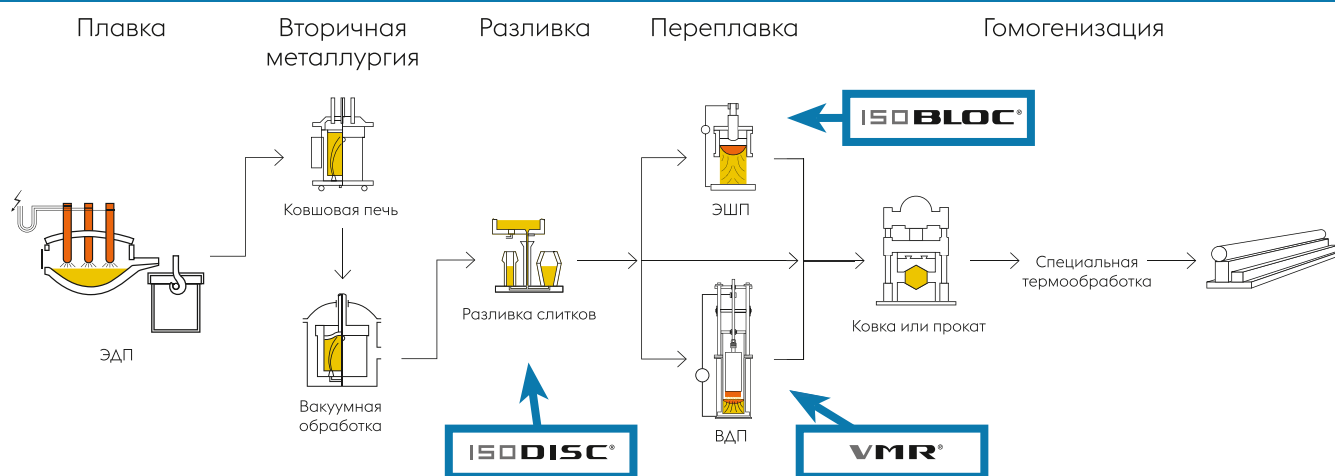 Плавка
Вторичная
металлургия
Разливка
Переплавка
Гомогенизация
ISOBLOC®
Ковшовая печь
ЭШП
Специальная
термообработка
Разливка слитков
Ковка или прокат
ЭДП
Вакуумная
обработка
ВДП
ISODISC®
VMR®